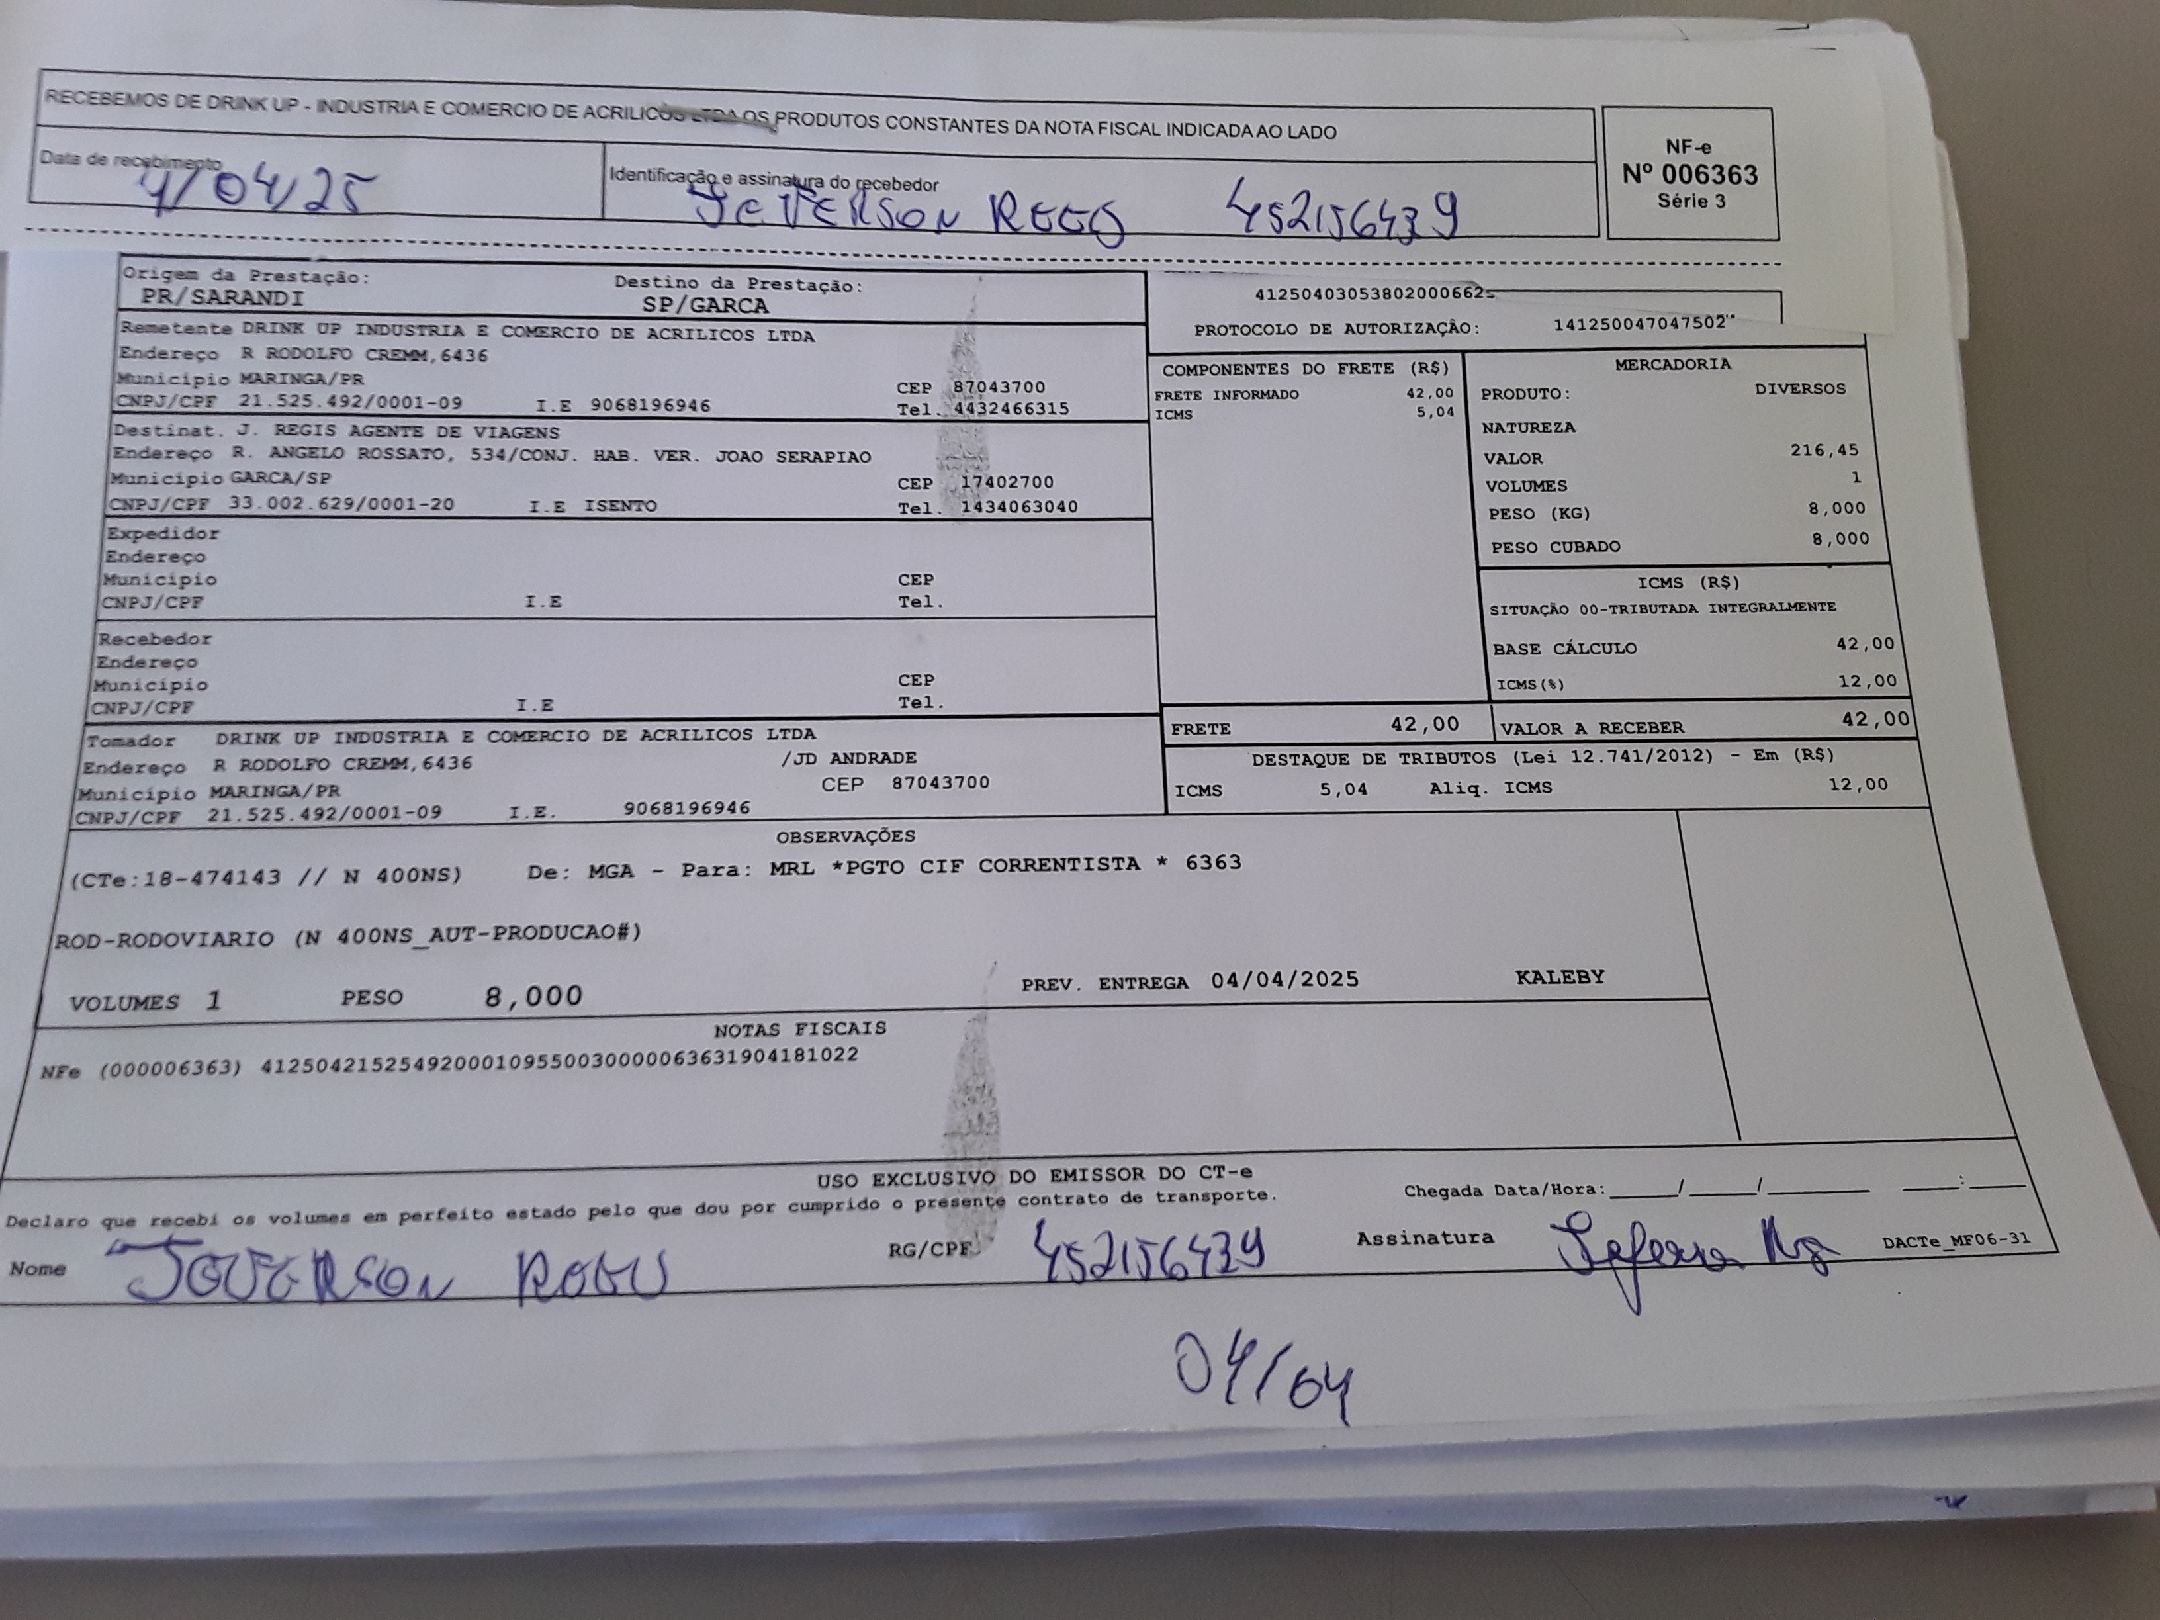 RECEBEMOS DE DRINK UP - INDUSTRIA E COMERCIO DE ACRILICOS LTDA OS PRODUTOS CONSTANTES DA NOTA FISCAL INDICADA AO LADO
NF-e
Nº 006363
Série 3
Data de recebimento
4/04/25
Identificação e assinatura do recebedor
452156439
Origem da Prestação:
PR/SARANDI
Destino da Prestação:
SP/GARCA
Remetente DRINK UP INDUSTRIA E COMERCIO DE ACRILICOS LTDA
Endereço R RODOLFO CREMM,6436
Município MARINGA/PR CEP 87043700
CNPJ/CPF 21.525.492/0001-09 I.E 9068196946 Tel. 4432466315
Destinat. J. REGIS AGENTE DE VIAGENS
Endereço R. ANGELO ROSSATO, 534/CONJ. HAB. VER. JOAO SERAPIAO
Município GARCA/SP CEP 17402700
CNPJ/CPF 33.002.629/0001-20 I.E ISENTO Tel. 1434063040
Expedidor
Endereço
Município CEP
CNPJ/CPF I.E Tel.
Recebedor
Endereço
Município CEP
CNPJ/CPF I.E Tel.
Tomador DRINK UP INDUSTRIA E COMERCIO DE ACRILICOS LTDA
Endereço R RODOLFO CREMM,6436 /JD ANDRADE
Município MARINGA/PR CEP 87043700
CNPJ/CPF 21.525.492/0001-09 I.E. 9068196946
PROTOCOLO DE AUTORIZAÇÃO: 141250047047502
COMPONENTES DO FRETE (R$)
FRETE INFORMADO 42,00
ICMS 5,04
MERCADORIA
PRODUTO: DIVERSOS
NATUREZA
VALOR 216,45
VOLUMES 1
PESO (KG) 8,000
PESO CUBADO 8,000
ICMS (R$)
SITUAÇÃO 00-TRIBUTADA INTEGRALMENTE
BASE CÁLCULO 42,00
ICMS(%) 12,00
FRETE 42,00 VALOR A RECEBER 42,00
DESTAQUE DE TRIBUTOS (Lei 12.741/2012) - Em (R$)
ICMS 5,04 Aliq. ICMS 12,00
OBSERVAÇÕES
(CTe:18-474143 // N 400NS) De: MGA - Para: MRL *PGTO CIF CORRENTISTA * 6363
ROD-RODOVIARIO (N 400NS_AUT-PRODUCAO#)
VOLUMES 1 PESO 8,000 PREV. ENTREGA 04/04/2025 KALEBY
NOTAS FISCAIS
NFe (000006363) 41250421525492000109550030000063631904181022
USO EXCLUSIVO DO EMISSOR DO CT-e
Declaro que recebi os volumes em perfeito estado pelo que dou por cumprido o presente contrato de transporte.
Chegada Data/Hora:_____/_____/________ ____:____
Nome RG/CPF 452156439 Assinatura DACTe_MF06-31
04/04